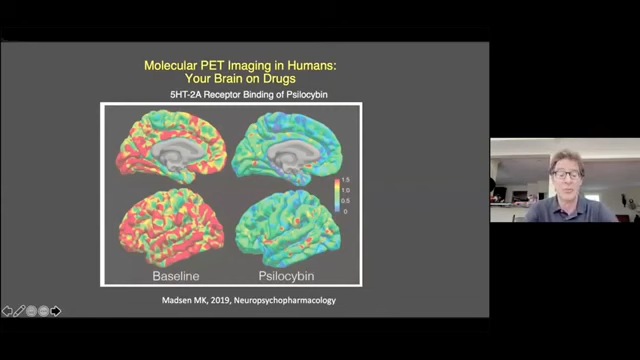 Molecular PET Imaging in Humans:
Your Brain on Drugs
5HT-2A Receptor Binding of Psilocybin
1.5
1.0
0.5
0
Baseline
Psilocybin
Madsen MK, 2019, Neuropsychopharmacology